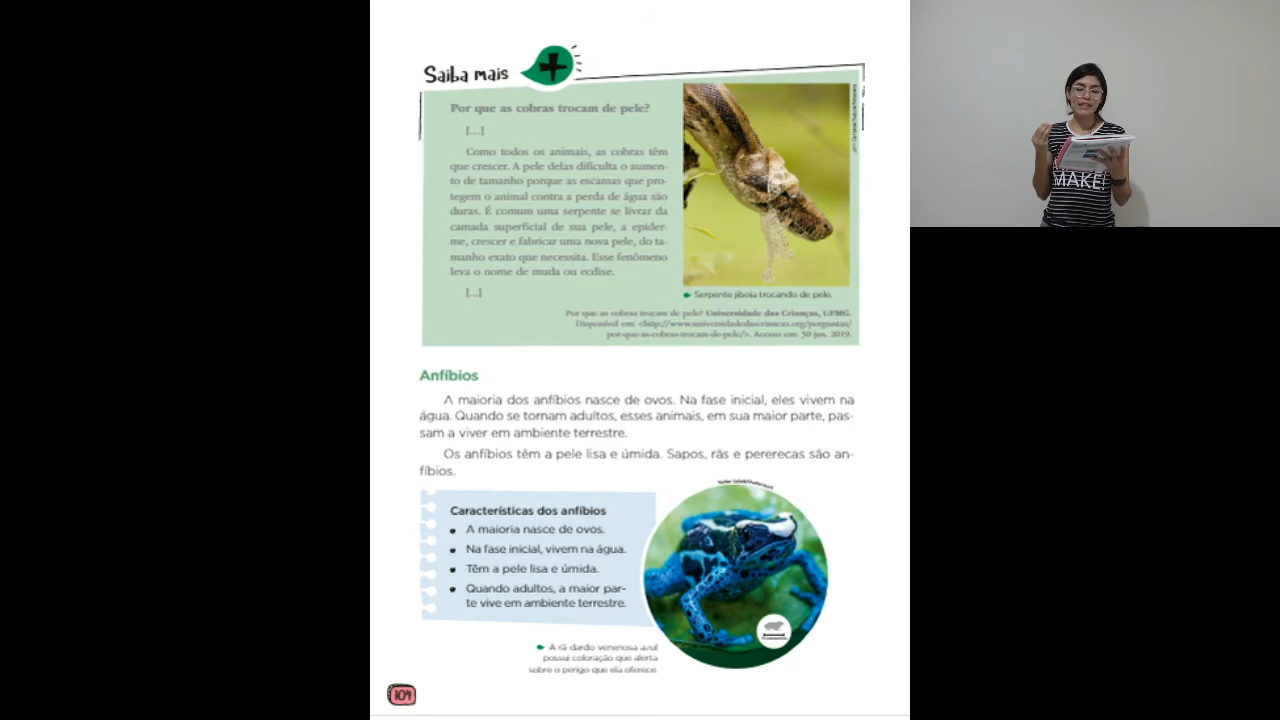 Saiba mais
Por que as cobras trocam de pele?
[...]
Como todos os animais, as cobras têm
que crescer. A pele delas dificulta o aumen-
to de tamanho porque as escamas que pro-
tegem o animal contra a perda de água são
duras. É comum uma serpente se livrar da
camada superficial de sua pele, a epider-
me, crescer e fabricar uma nova pele, do ta-
manho exato que necessita. Esse fenômeno
leva o nome de muda ou ecdise.
[...]
Serpente jiboia trocando de pele.
Por que as cobras trocam de pele? Universidade das Crianças, UFMG.
Disponível em: <http://www.universidadedascriancas.org/perguntas/
por-que-as-cobras-trocam-de-pele/>. Acesso em: 30 jan. 2019.
Anfíbios
A maioria dos anfíbios nasce de ovos. Na fase inicial, eles vivem na
água. Quando se tornam adultos, esses animais, em sua maior parte, pas-
sam a viver em ambiente terrestre.
Os anfíbios têm a pele lisa e úmida. Sapos, rãs e pererecas são an-
fíbios.
Características dos anfíbios
A maioria nasce de ovos.
Na fase inicial, vivem na água.
Têm a pele lisa e úmida.
Quando adultos, a maior par-
te vive em ambiente terrestre.
A rã dardo venenosa azul
possui coloração que alerta
sobre o perigo que ela oferece.
104
MAKE!